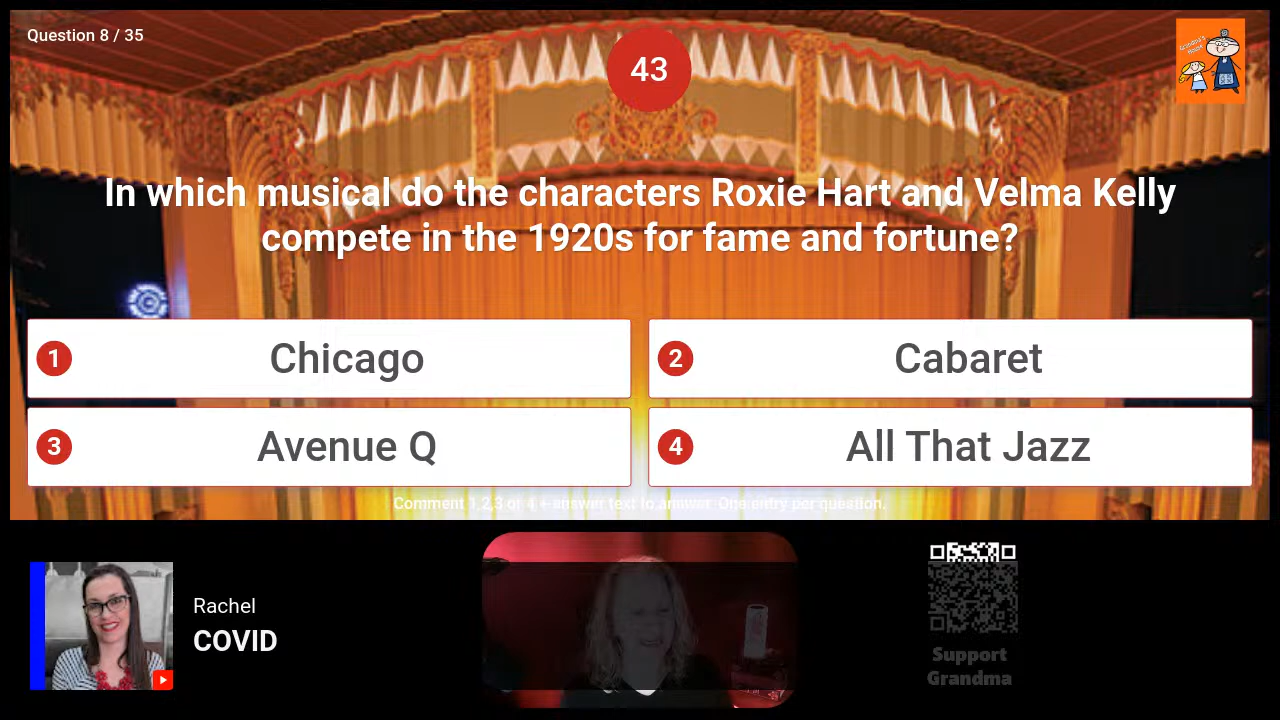 Question 8 / 35
43
Grandma's
In which musical do the characters Roxie Hart and Velma Kelly
compete in the 1920s for fame and fortune?
1 Chicago
2 Cabaret
3 Avenue Q
4 All That Jazz
Comment 1,2,3 or 4 + answer text to answer. One entry per question.
Rachel
COVID
Support
Grandma